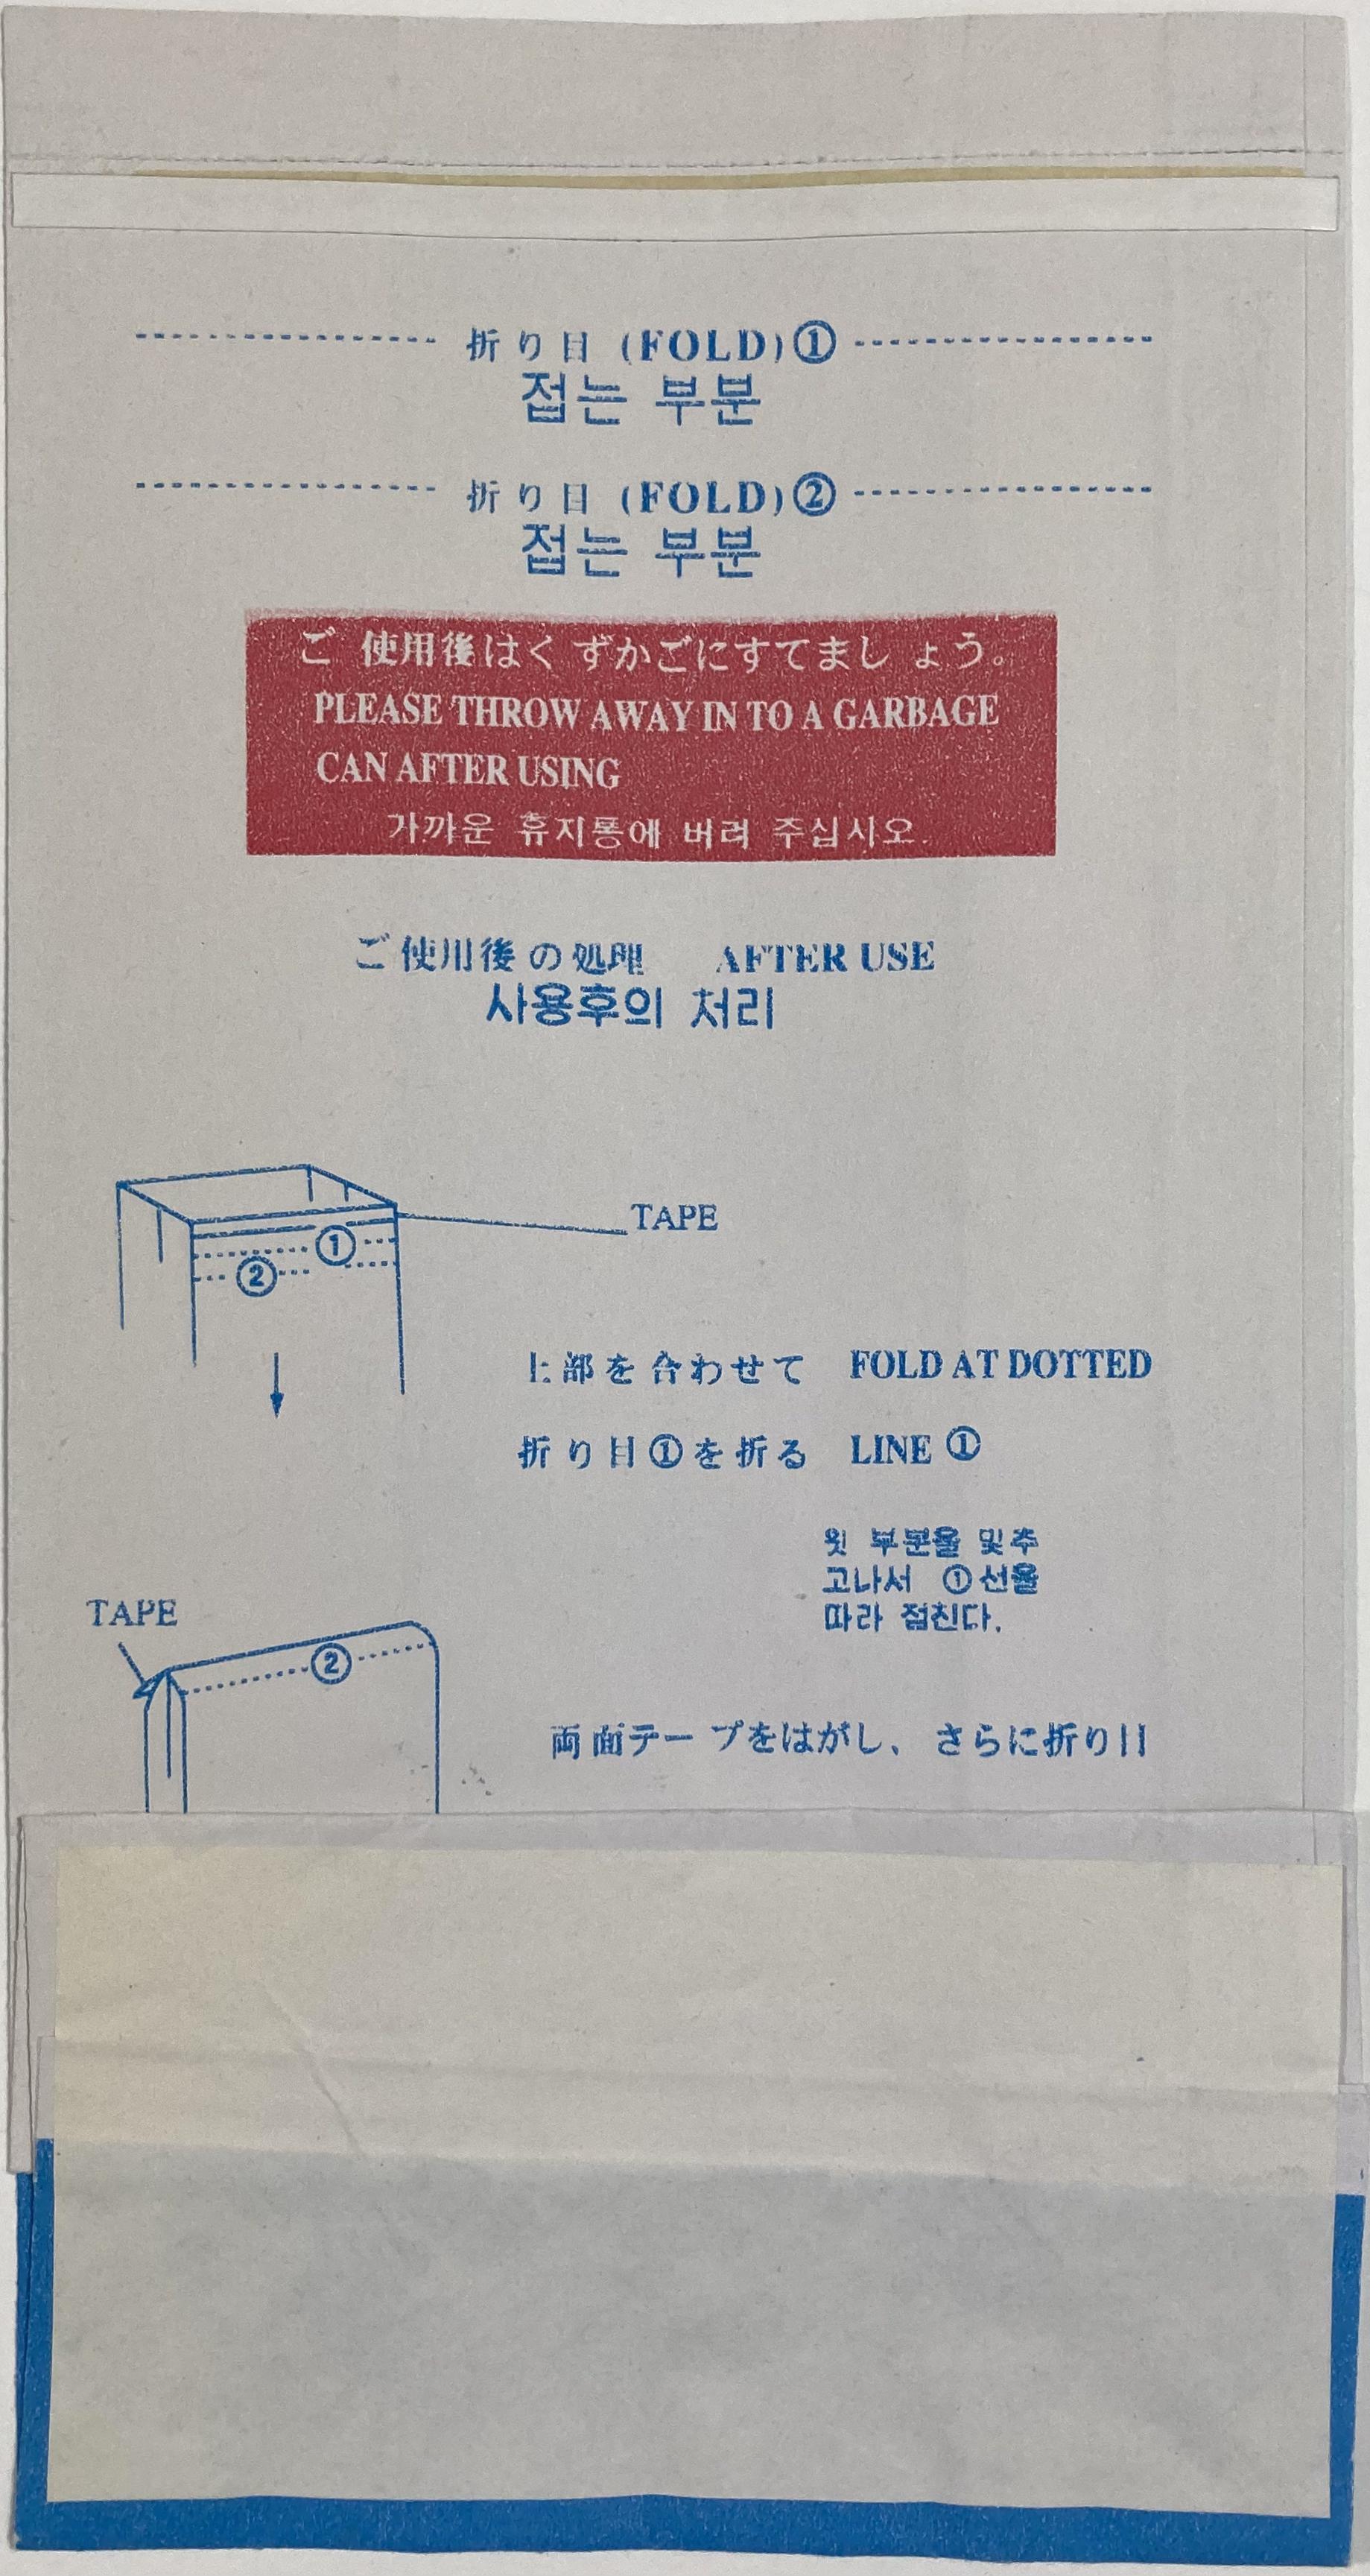 折り目 (FOLD)①
접는 부분
折り目 (FOLD)②
접는 부분
ご使用後はくずかごにすてましょう。
PLEASE THROW AWAY IN TO A GARBAGE
CAN AFTER USING
가까운 휴지통에 버려 주십시오.
ご使用後の処理 AFTER USE
사용후의 처리
TAPE
①
②
上部を合わせて FOLD AT DOTTED
折り目①を折る LINE ①
윗 부분을 맞추
고나서 ①선을
따라 접친다.
TAPE
②
両面テープをはがし、さらに折り目